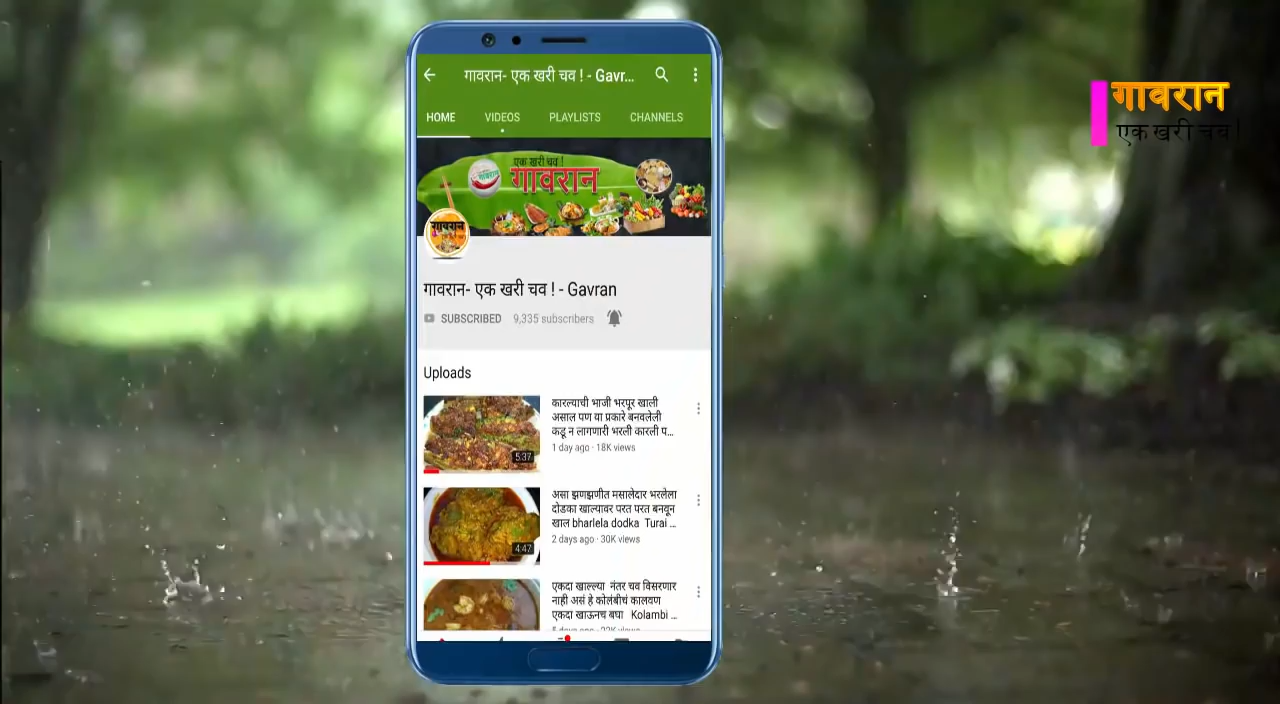 गावरान- एक खरी चव ! - Gavr...
HOME VIDEOS PLAYLISTS CHANNELS
एक खरी चव !
गावरान
गावरान
गावरान- एक खरी चव ! - Gavran
SUBSCRIBED 9,335 subscribers
Uploads
कारल्याची भाजी भरपूर खाली
असाल पण या प्रकारे बनवलेली
कडू न लागणारी भरली कारली प...
1 day ago · 18K views
5:37
असा झणझणीत मसालेदार भरलेला
दोडका खाल्यावर परत परत बनवून
खाल bharlela dodka Turai ...
2 days ago · 30K views
4:47
एकदा खाल्ल्या नंतर चव विसरणार
नाही असं हे कोलंबीचं कालवण
एकदा खाऊनच बघा Kolambi ...
गावरान
एक खरी चव !